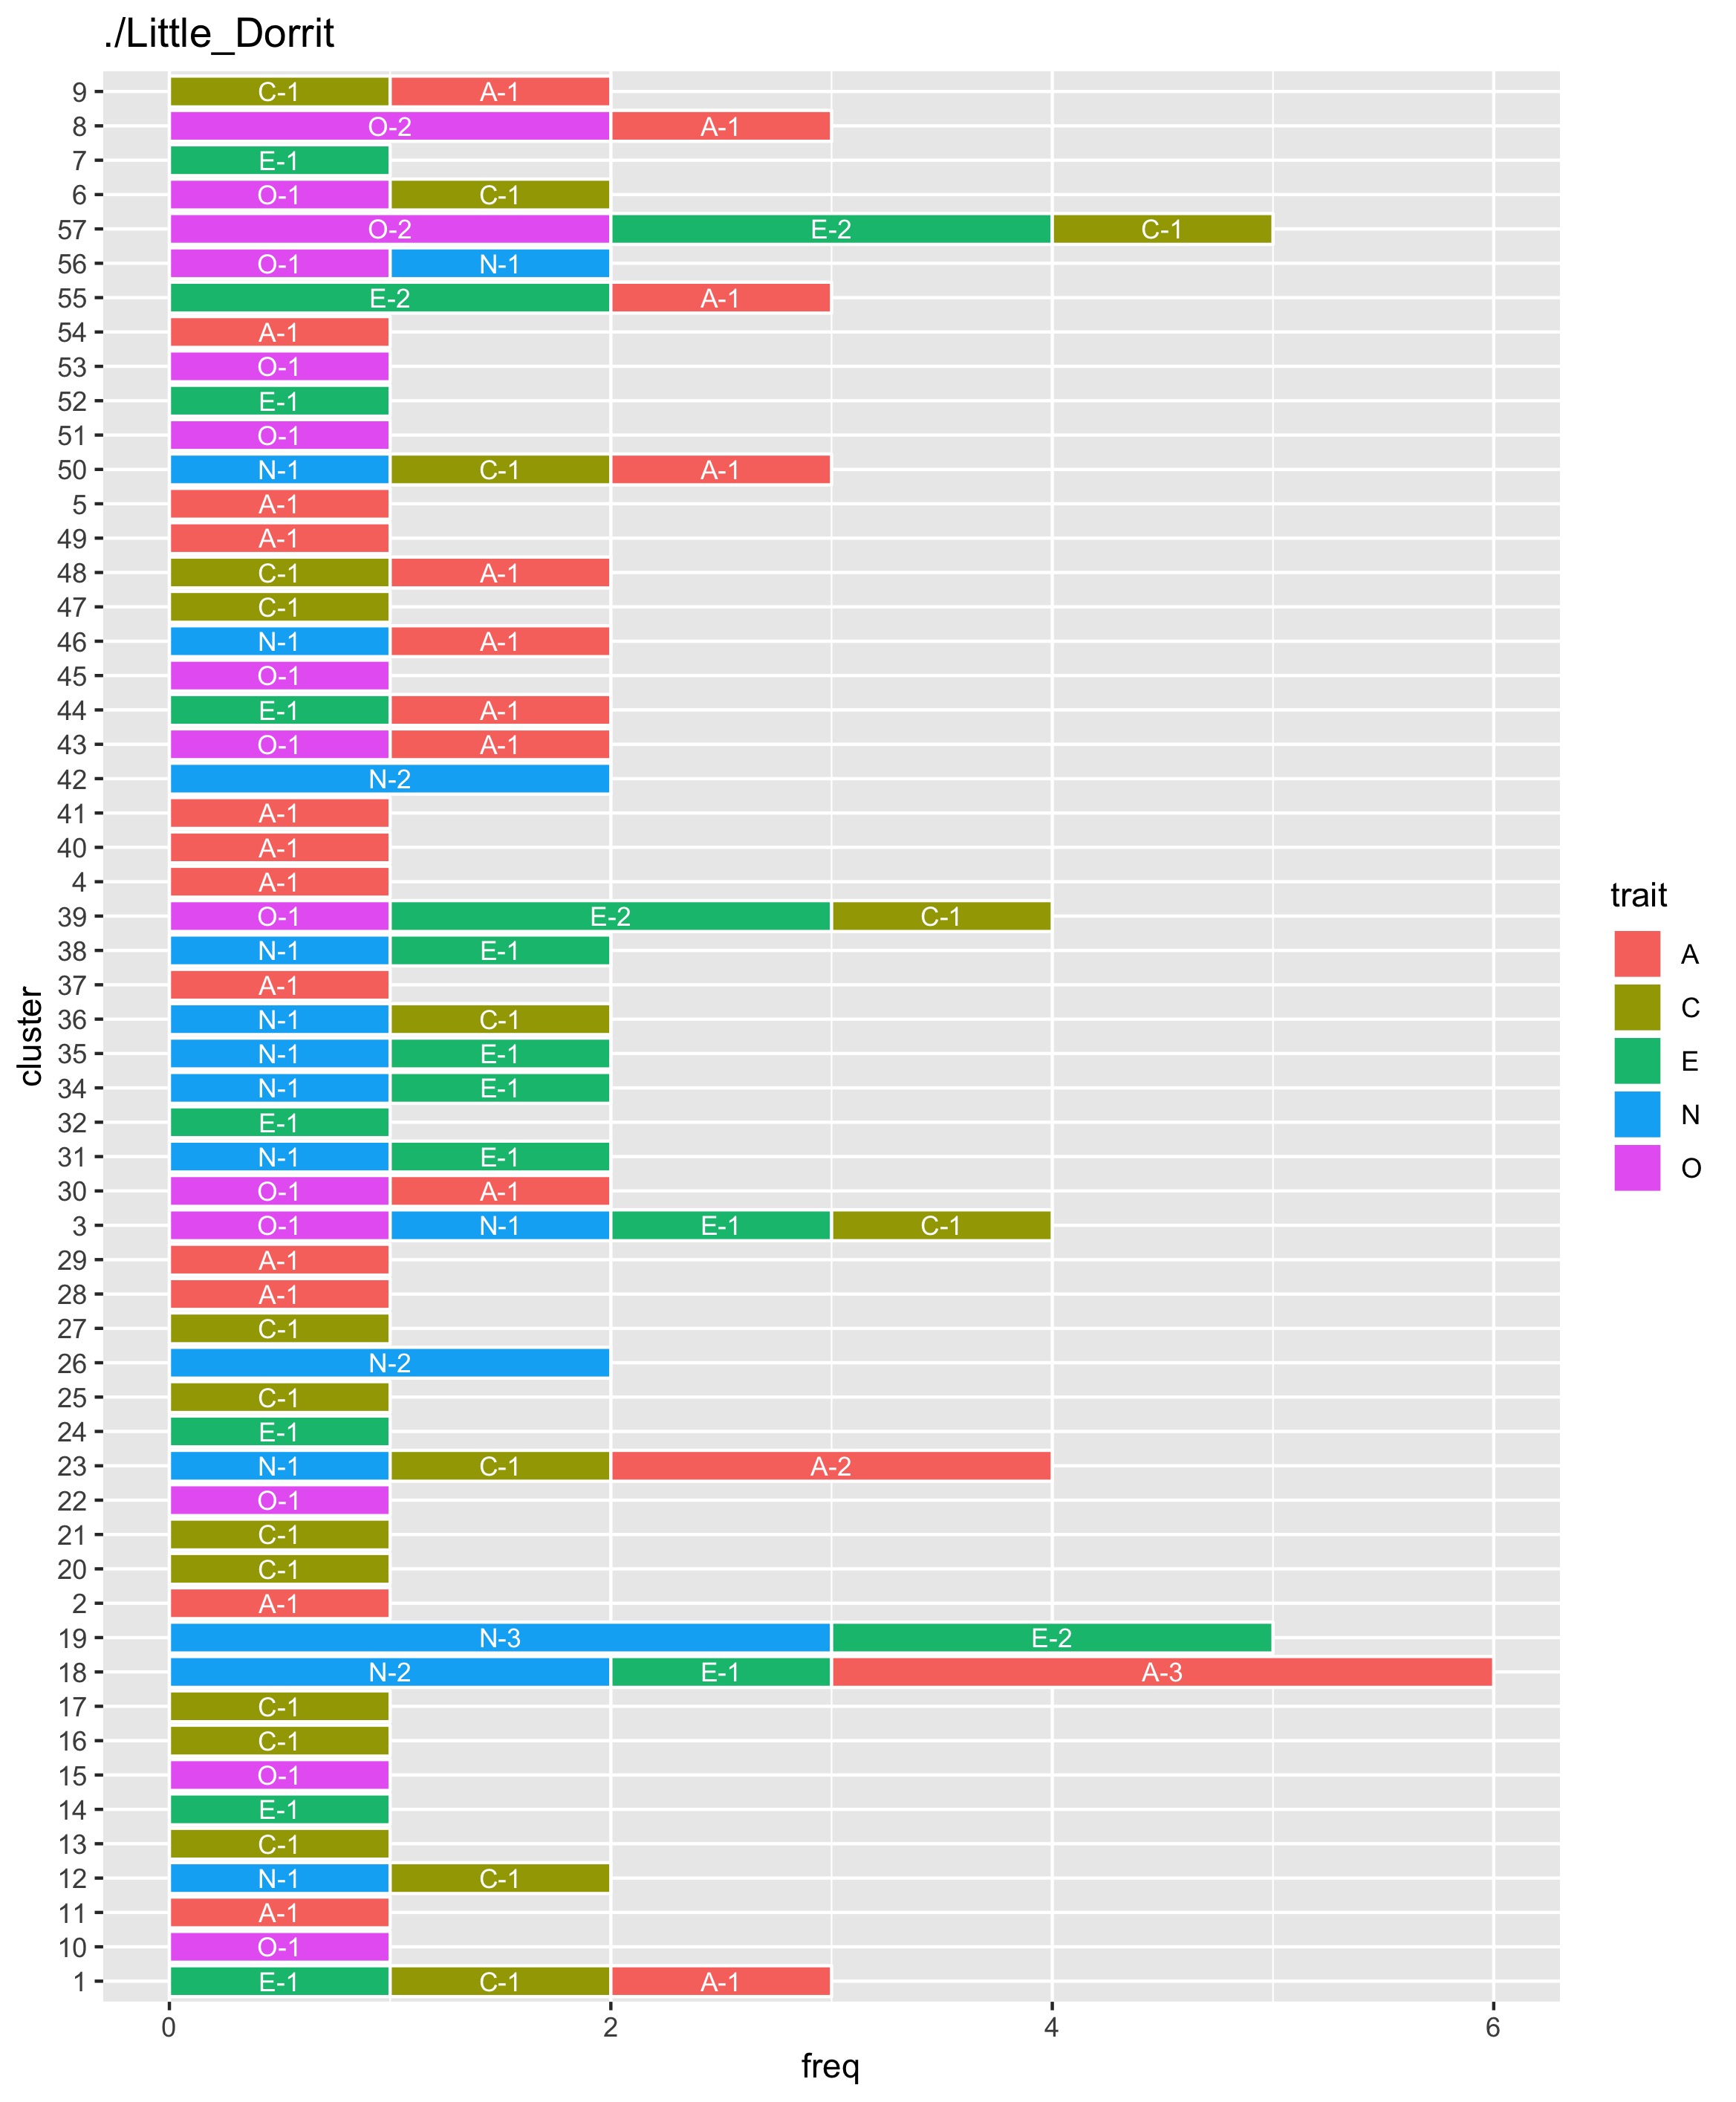 ./Little_Dorrit
9 C-1 A-1
8 O-2 A-1
7 E-1
6 O-1 C-1
57 O-2 E-2 C-1
56 O-1 N-1
55 E-2 A-1
54 A-1
53 O-1
52 E-1
51 O-1
50 N-1 C-1 A-1
5 A-1
49 A-1
48 C-1 A-1
47 C-1
46 N-1 A-1
45 O-1
44 E-1 A-1
43 O-1 A-1
42 N-2
41 A-1
40 A-1
4 A-1
39 O-1 E-2 C-1
38 N-1 E-1
37 A-1
36 N-1 C-1
35 N-1 E-1
34 N-1 E-1
32 E-1
31 N-1 E-1
30 O-1 A-1
3 O-1 N-1 E-1 C-1
29 A-1
28 A-1
27 C-1
26 N-2
25 C-1
24 E-1
23 N-1 C-1 A-2
22 O-1
21 C-1
20 C-1
2 A-1
19 N-3 E-2
18 N-2 E-1 A-3
17 C-1
16 C-1
15 O-1
14 E-1
13 C-1
12 N-1 C-1
11 A-1
10 O-1
1 E-1 C-1 A-1
0 2 4 6
freq
cluster
trait
A
C
E
N
O